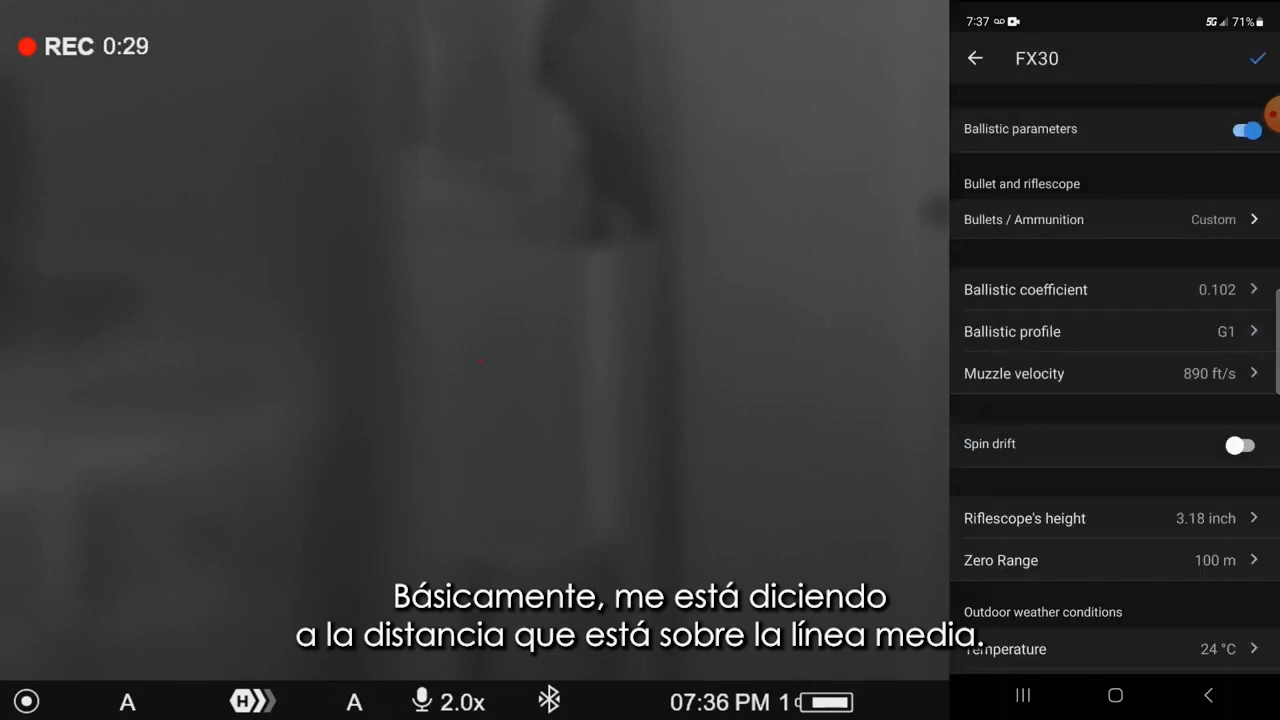 REC 0:29
7:37 5G 71%
FX30
Ballistic parameters
Bullet and riflescope
Bullets / Ammunition Custom
Ballistic coefficient 0.102
Ballistic profile G1
Muzzle velocity 890 ft/s
Spin drift
Riflescope's height 3.18 inch
Zero Range 100 m
Outdoor weather conditions
Temperature 24 °C
Básicamente, me está diciendo
a la distancia que está sobre la línea media.
A H A 2.0x 07:36 PM 1